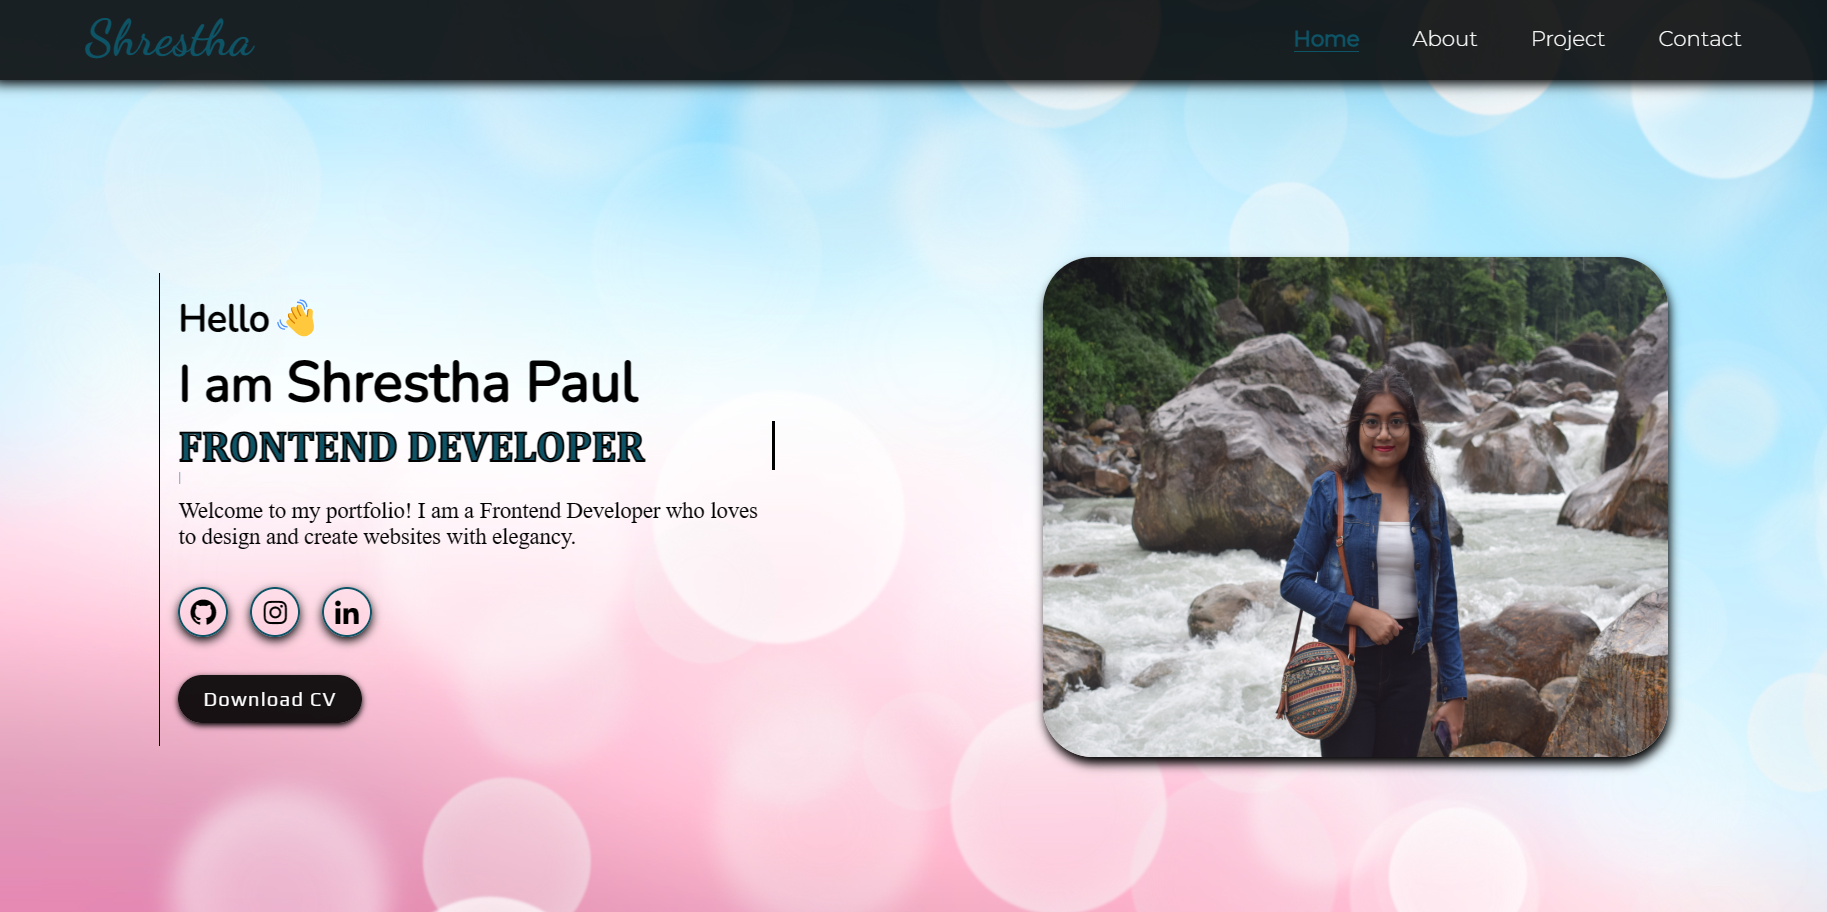 Shrestha
Home About Project Contact
Hello 👋
I am Shrestha Paul
FRONTEND DEVELOPER
Welcome to my portfolio! I am a Frontend Developer who loves
to design and create websites with elegancy.
in
Download CV